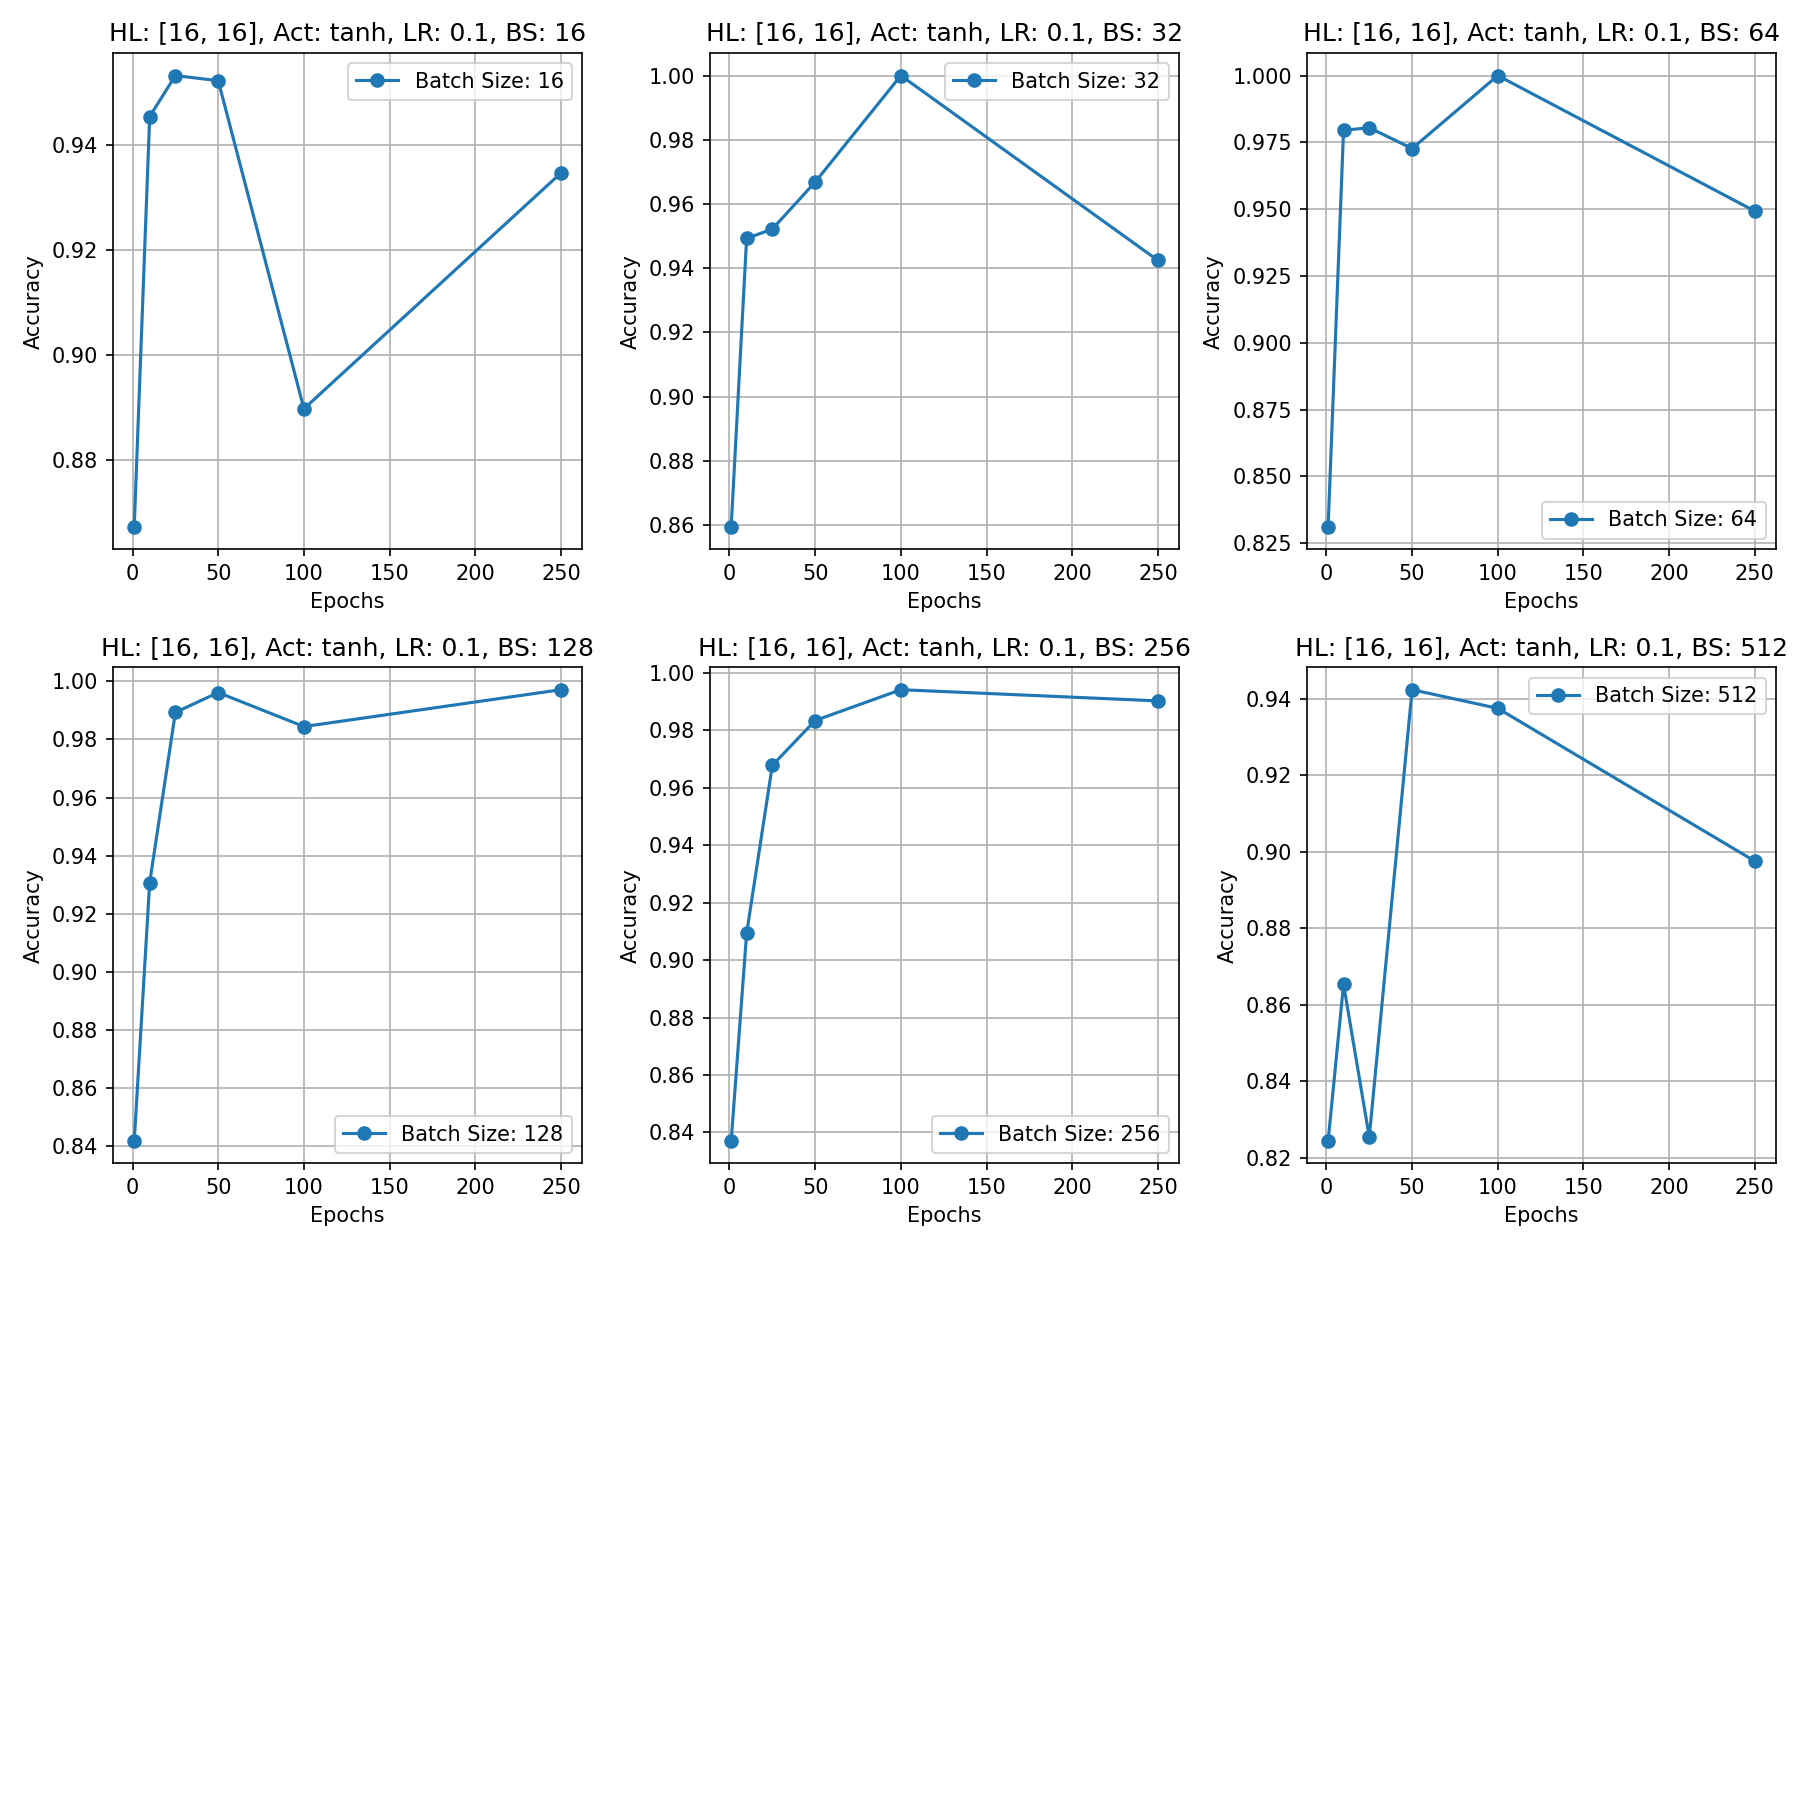 HL: [16, 16], Act: tanh, LR: 0.1, BS: 16
Batch Size: 16
0.94
0.92
0.90
0.88
Accuracy
0 50 100 150 200 250
Epochs
HL: [16, 16], Act: tanh, LR: 0.1, BS: 32
Batch Size: 32
1.00
0.98
0.96
0.94
0.92
0.90
0.88
0.86
Accuracy
0 50 100 150 200 250
Epochs
HL: [16, 16], Act: tanh, LR: 0.1, BS: 64
1.000
0.975
0.950
0.925
0.900
0.875
0.850
0.825
Accuracy
Batch Size: 64
0 50 100 150 200 250
Epochs
HL: [16, 16], Act: tanh, LR: 0.1, BS: 128
1.00
0.98
0.96
0.94
0.92
0.90
0.88
0.86
0.84
Accuracy
Batch Size: 128
0 50 100 150 200 250
Epochs
HL: [16, 16], Act: tanh, LR: 0.1, BS: 256
1.00
0.98
0.96
0.94
0.92
0.90
0.88
0.86
0.84
Accuracy
Batch Size: 256
0 50 100 150 200 250
Epochs
HL: [16, 16], Act: tanh, LR: 0.1, BS: 512
Batch Size: 512
0.94
0.92
0.90
0.88
0.86
0.84
0.82
Accuracy
0 50 100 150 200 250
Epochs